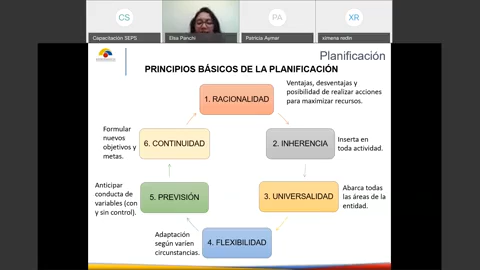 CS
PA
XR
Capacitación SEPS
Elsa Panchi
Patricia Aymar
ximena redin
Planificación
PRINCIPIOS BÁSICOS DE LA PLANIFICACIÓN
1. RACIONALIDAD
Ventajas, desventajas y
posibilidad de realizar acciones
para maximizar recursos.
2. INHERENCIA
Inserta en
toda actividad.
3. UNIVERSALIDAD
Abarca todas
las áreas de la
entidad.
4. FLEXIBILIDAD
Adaptación
según varíen
circunstancias.
5. PREVISIÓN
Anticipar
conducta de
variables (con
y sin control).
6. CONTINUIDAD
Formular
nuevos
objetivos y
metas.